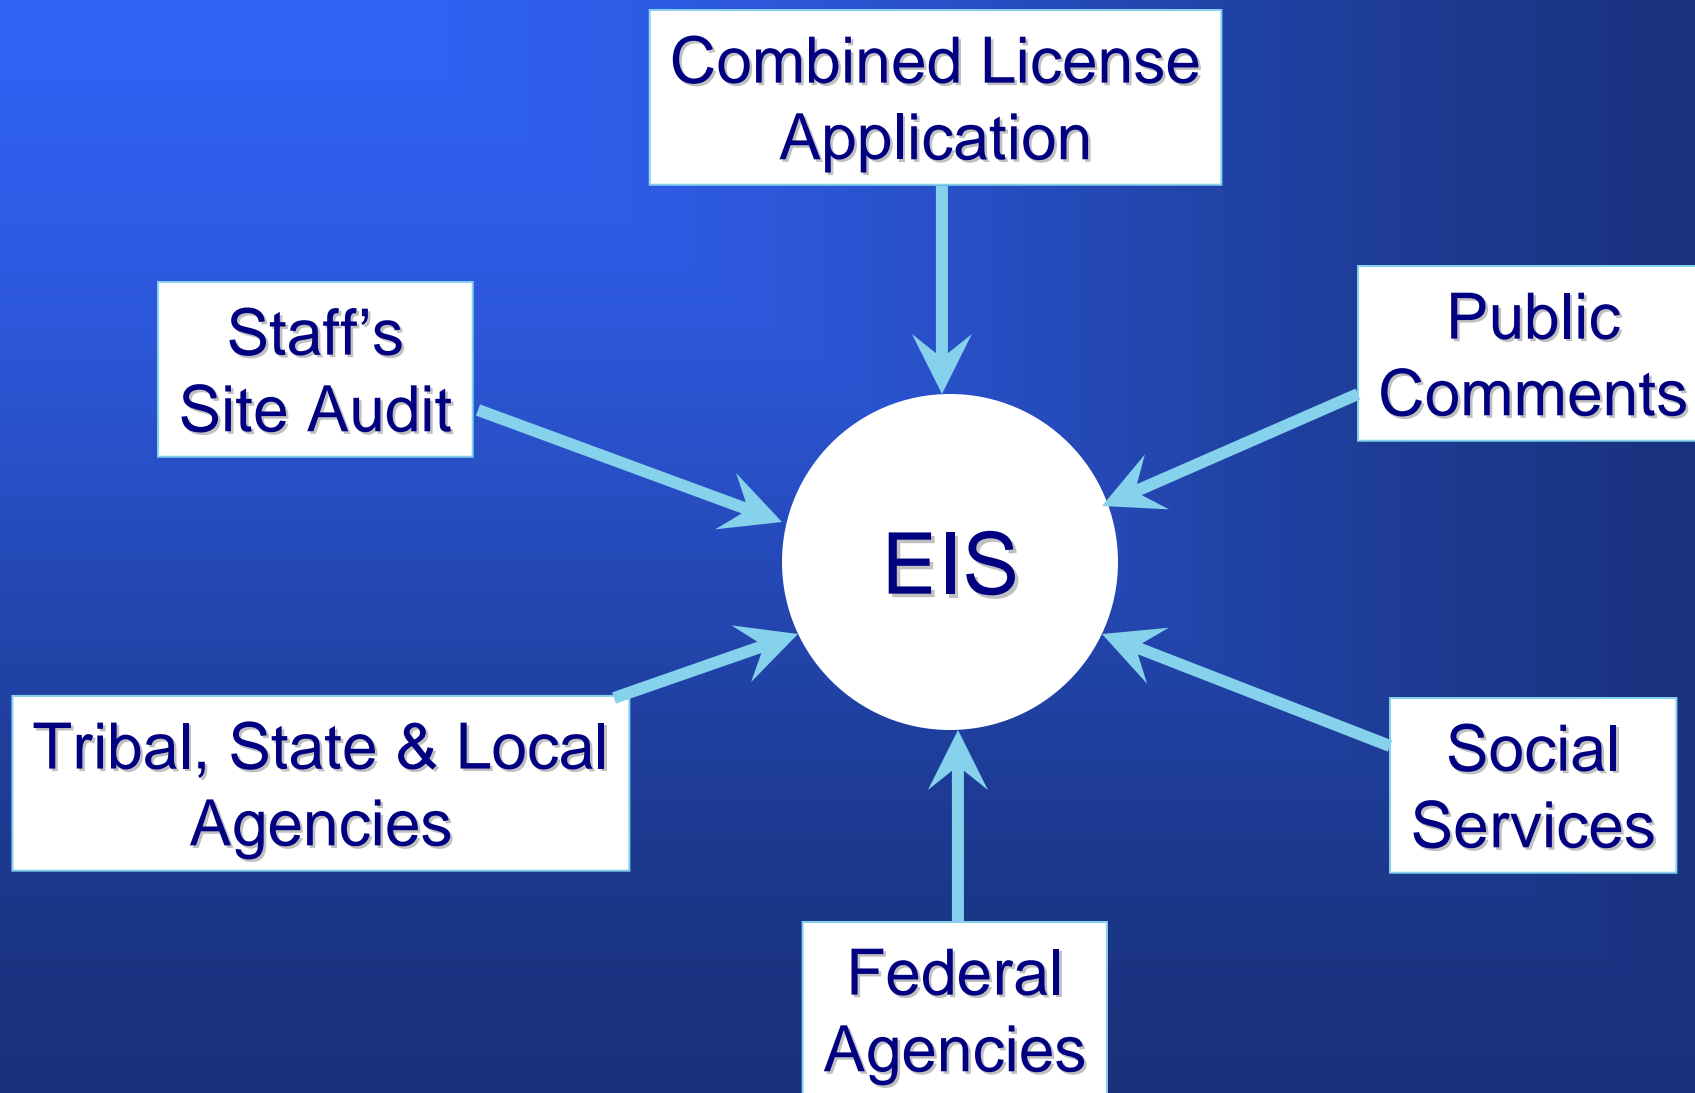 Combined License
Application
Staff’s
Site Audit
Public
Comments
EIS
Tribal, State & Local
Agencies
Social
Services
Federal
Agencies